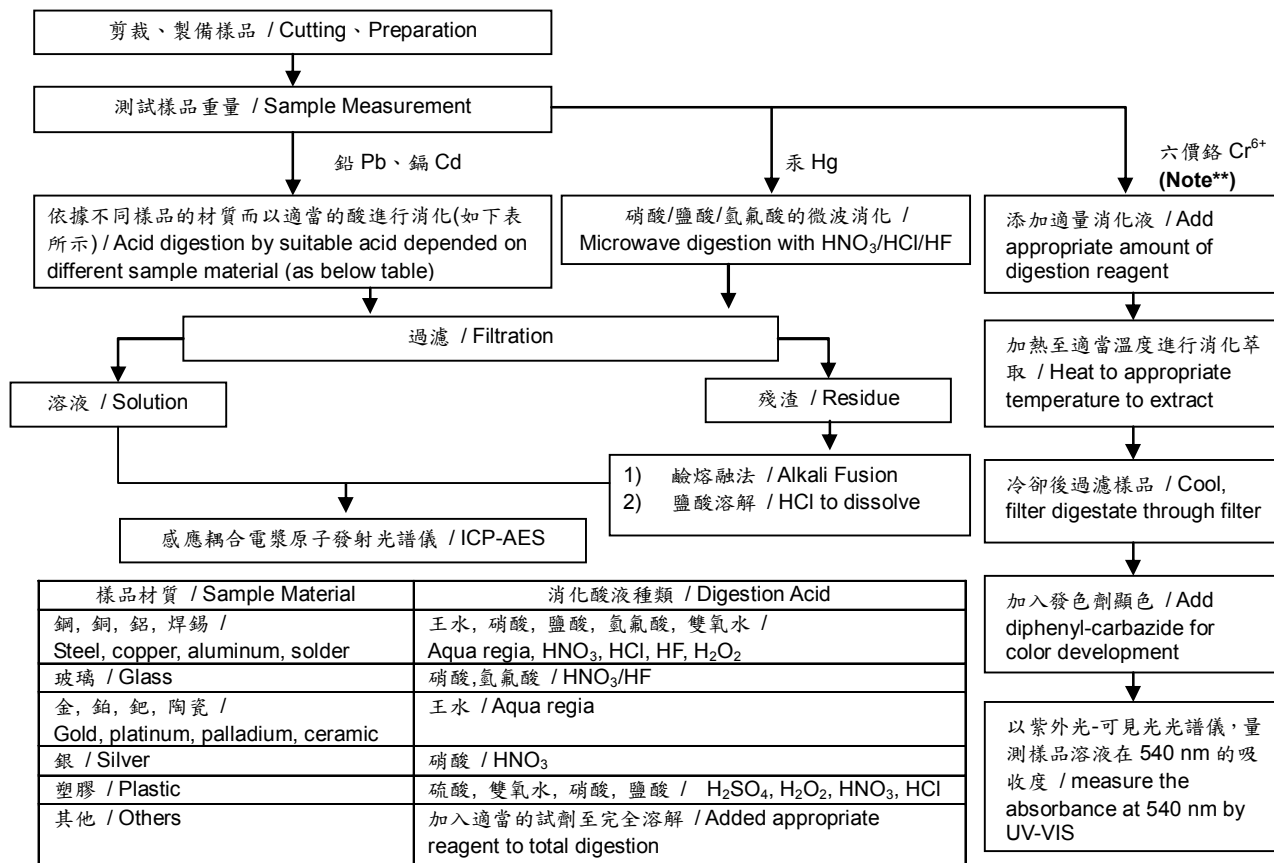 剪裁、製備樣品 / Cutting、Preparation
測試樣品重量 / Sample Measurement
鉛 Pb、鎘 Cd
汞 Hg
六價鉻 Cr⁶⁺
(Note**)
依據不同樣品的材質而以適當的酸進行消化(如下表
所示) / Acid digestion by suitable acid depended on
different sample material (as below table)
硝酸/鹽酸/氫氟酸的微波消化 /
Microwave digestion with HNO₃/HCl/HF
添加適量消化液 / Add
appropriate amount of
digestion reagent
過濾 / Filtration
加熱至適當溫度進行消化萃
取 / Heat to appropriate
temperature to extract
溶液 / Solution
殘渣 / Residue
1) 鹼熔融法 / Alkali Fusion
2) 鹽酸溶解 / HCl to dissolve
冷卻後過濾樣品 / Cool,
filter digestate through filter
感應耦合電漿原子發射光譜儀 / ICP-AES
加入發色劑顯色 / Add
diphenyl-carbazide for
color development
以紫外光-可見光光譜儀，量
測樣品溶液在 540 nm 的吸
收度 / measure the
absorbance at 540 nm by
UV-VIS
樣品材質 / Sample Material
消化酸液種類 / Digestion Acid
鋼, 銅, 鋁, 焊錫 /
Steel, copper, aluminum, solder
王水, 硝酸, 鹽酸, 氫氟酸, 雙氧水 /
Aqua regia, HNO₃, HCl, HF, H₂O₂
玻璃 / Glass
硝酸,氫氟酸 / HNO₃/HF
金, 鉑, 鈀, 陶瓷 /
Gold, platinum, palladium, ceramic
王水 / Aqua regia
銀 / Silver
硝酸 / HNO₃
塑膠 / Plastic
硫酸, 雙氧水, 硝酸, 鹽酸 / H₂SO₄, H₂O₂, HNO₃, HCl
其他 / Others
加入適當的試劑至完全溶解 / Added appropriate
reagent to total digestion